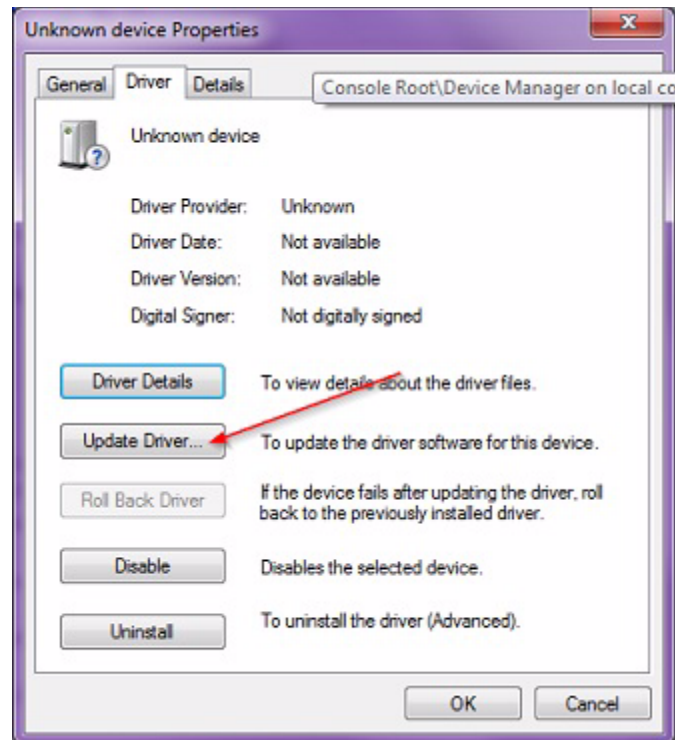 Unknown device Properties
General Driver Details
Console Root\Device Manager on local co
Unknown device
Driver Provider: Unknown
Driver Date: Not available
Driver Version: Not available
Digital Signer: Not digitally signed
Driver Details To view details about the driver files.
Update Driver... To update the driver software for this device.
Roll Back Driver If the device fails after updating the driver, roll
back to the previously installed driver.
Disable Disables the selected device.
Uninstall To uninstall the driver (Advanced).
OK Cancel